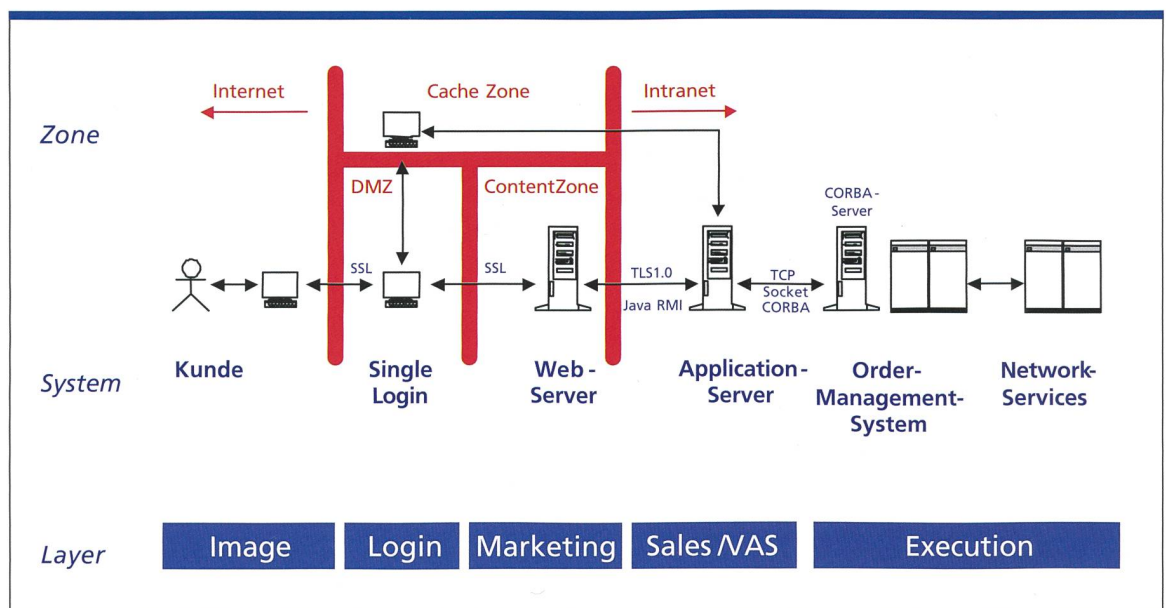 Internet
Cache Zone
Intranet
Zone
DMZ
ContentZone
CORBA-
Server
SSL
SSL
TLS1.0
TCP
Java RMI
Socket
CORBA
System
Kunde
Single
Login
Web-
Server
Application-
Server
Order-
Management-
System
Network-
Services
Layer
Image
Login
Marketing
Sales /VAS
Execution